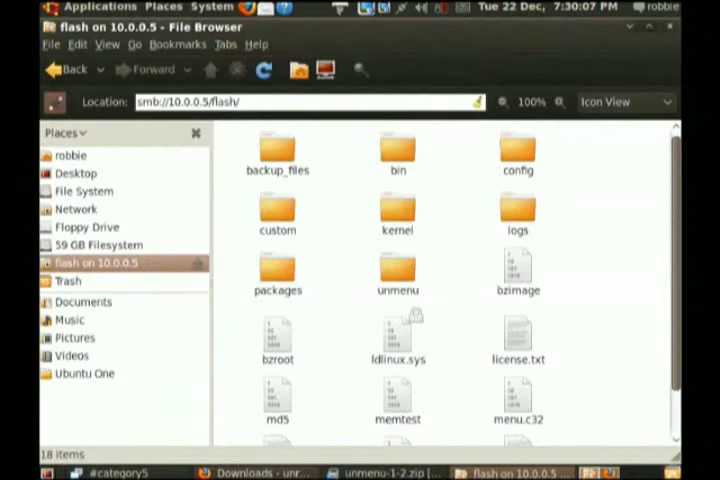 Applications Places System Tue 22 Dec, 7:30:07 PM robbie
flash on 10.0.0.5 - File Browser
File Edit View Go Bookmarks Tabs Help
Back Forward
Location: smb://10.0.0.5/flash/ 100% Icon View
Places
robbie
Desktop
File System
Network
Floppy Drive
59 GB Filesystem
flash on 10.0.0.5
Trash
Documents
Music
Pictures
Videos
Ubuntu One
backup_files bin config
custom kernel logs
packages unmenu bzimage
bzroot ldlinux.sys license.txt
md5 memtest menu.c32
18 items
#category5 Downloads - unr... unmenu-1-2.zip |... flash on 10.0.0.5 ...